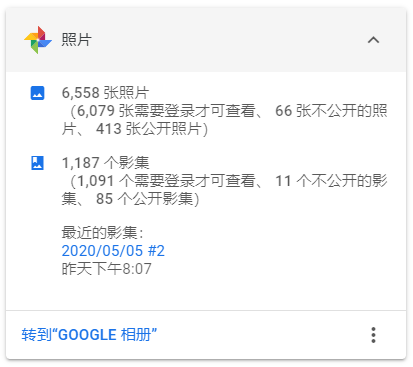 照片
6,558 张照片
（6,079 张需要登录才可查看、 66 张不公开的照
片、 413 张公开照片）
1,187 个影集
（1,091 个需要登录才可查看、 11 个不公开的影
集、 85 个公开影集）
最近的影集：
2020/05/05 #2
昨天下午8:07
转到“GOOGLE 相册”